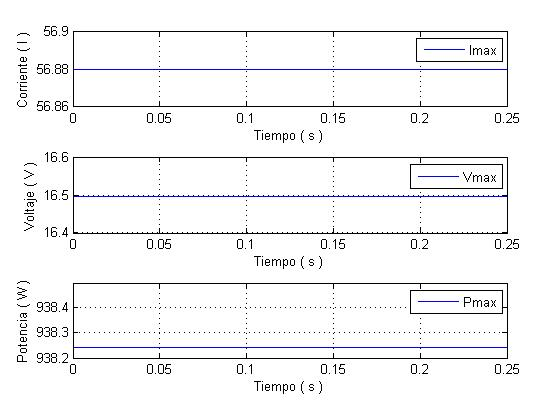 56.9
56.88
56.86
Corriente ( I )
Imax
0 0.05 0.1 0.15 0.2 0.25
Tiempo ( s )
16.6
16.5
16.4
Voltaje ( V )
Vmax
0 0.05 0.1 0.15 0.2 0.25
Tiempo ( s )
938.4
938.3
938.2
Potencia ( W )
Pmax
0 0.05 0.1 0.15 0.2 0.25
Tiempo ( s )